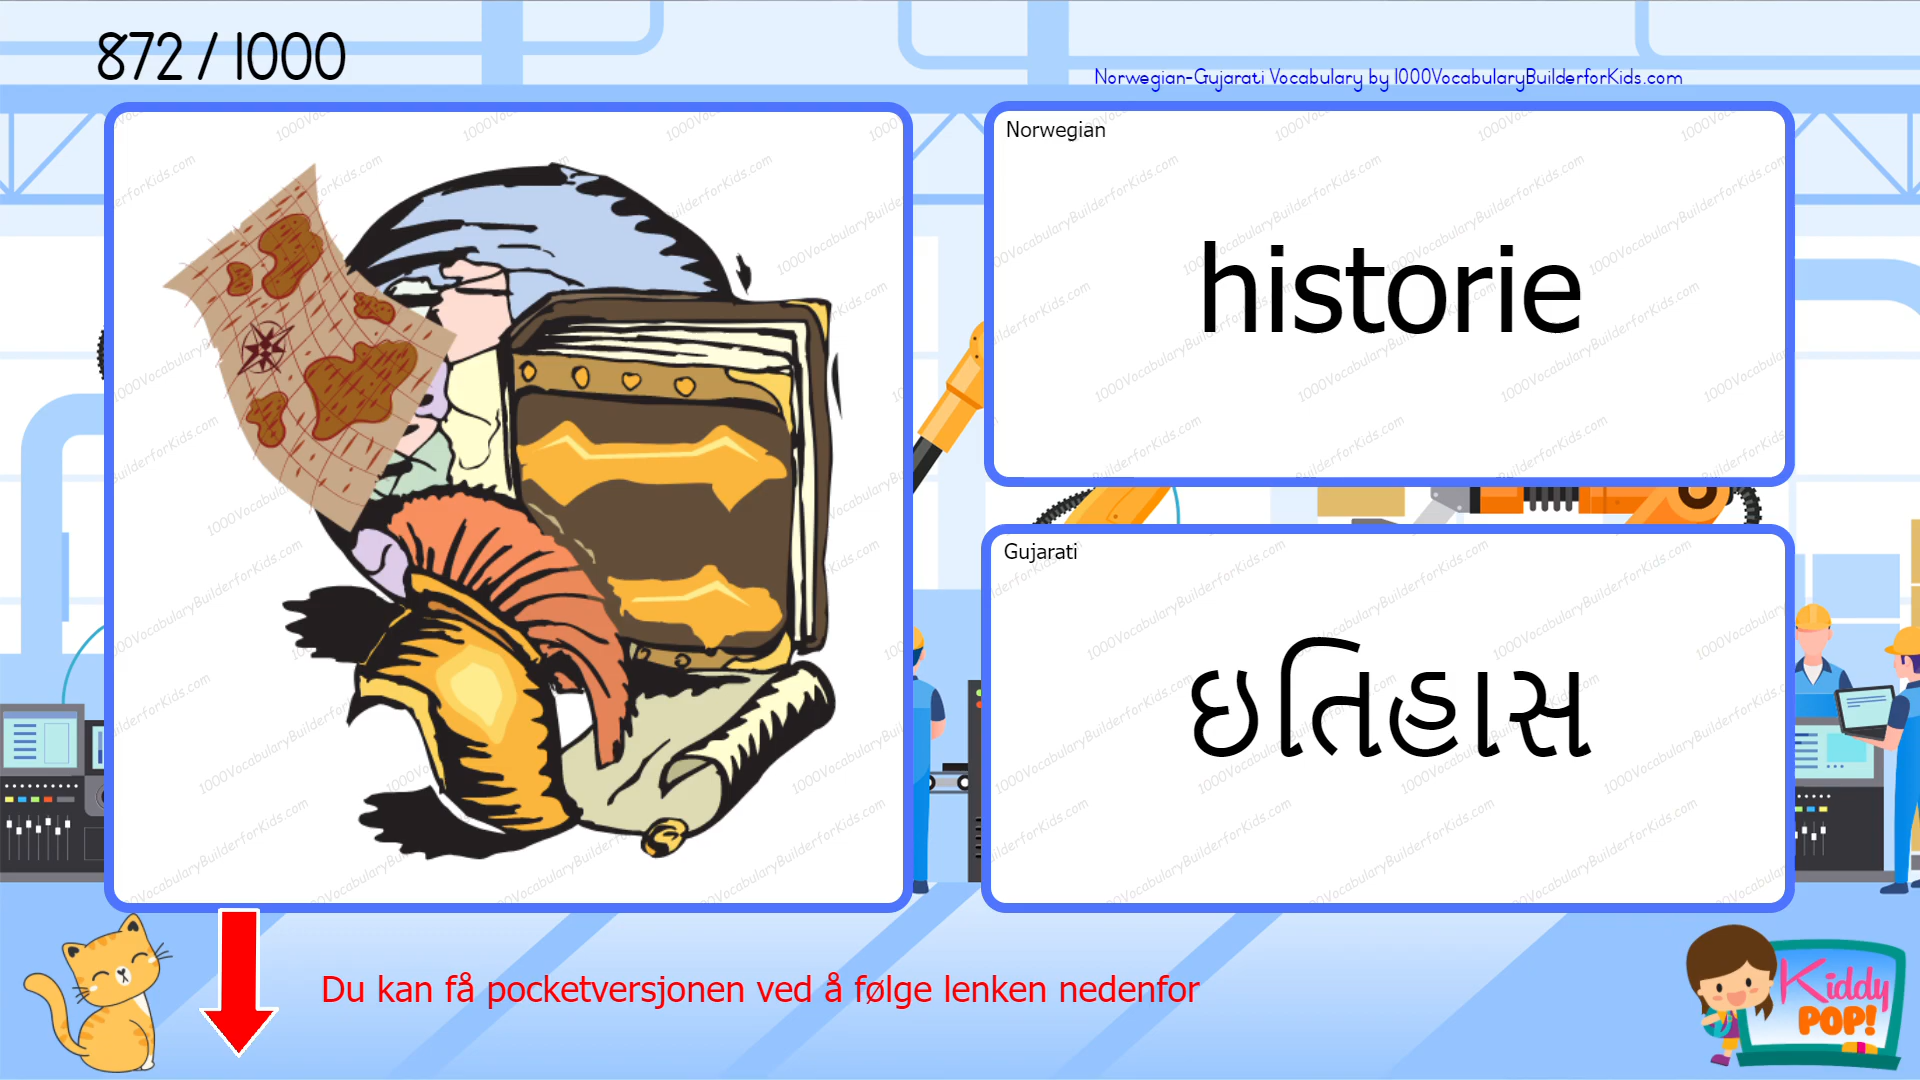 872 / 1000
Norwegian-Gujarati Vocabulary by 1000VocabularyBuilderforKids.com
Norwegian
historie
Gujarati
ઇતિહાસ
Du kan få pocketversjonen ved å følge lenken nedenfor
Kiddy
POP!